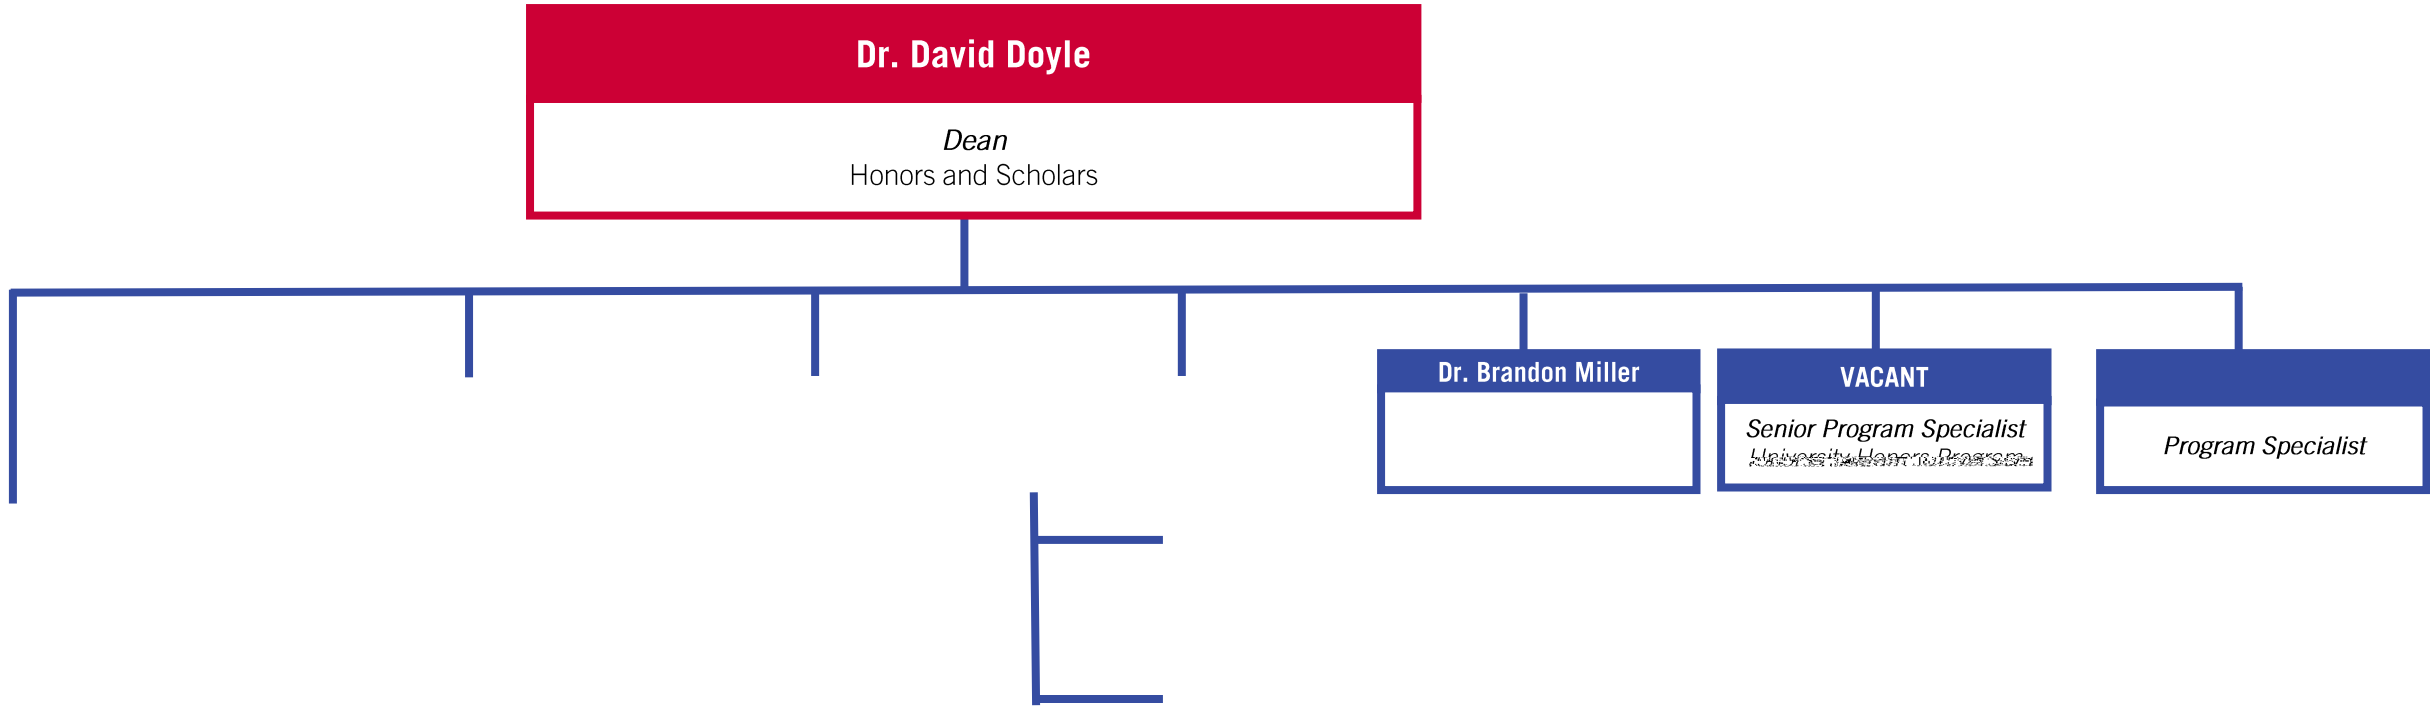 Dr. David Doyle
Dean
Honors and Scholars
Dr. Brandon Miller
VACANT
Senior Program Specialist
Program Specialist